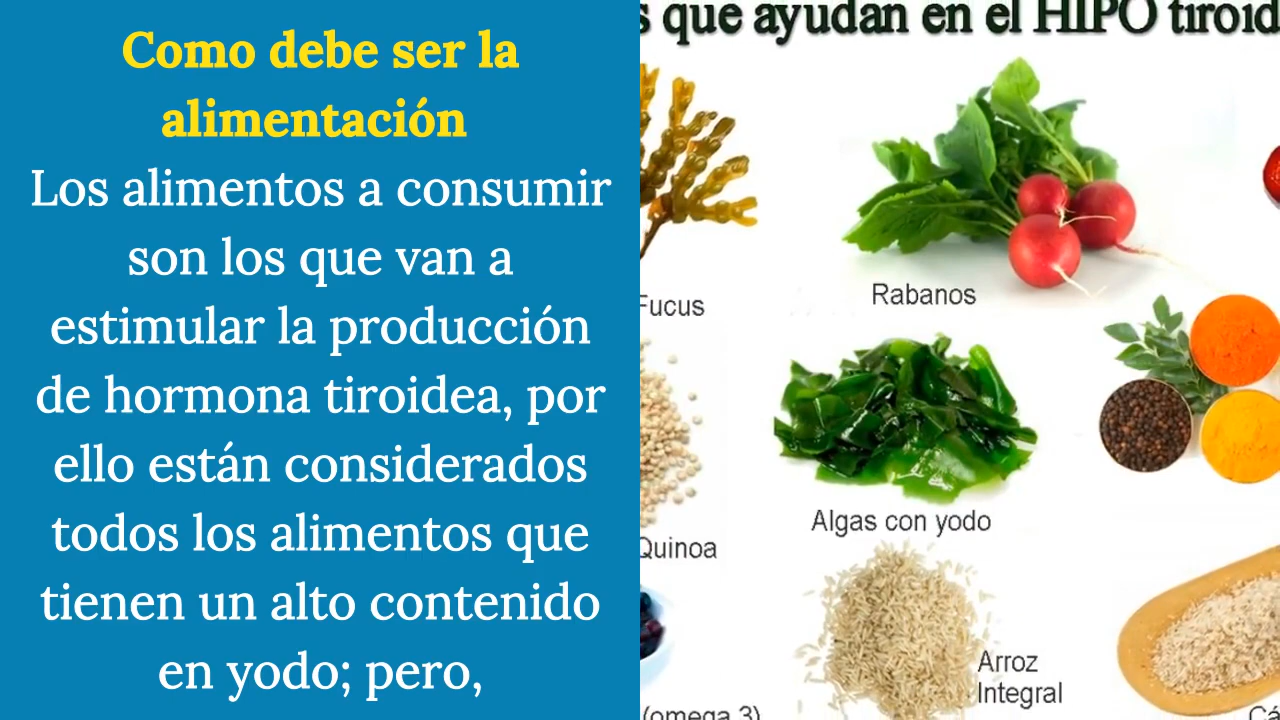 Como debe ser la
alimentación
Los alimentos a consumir
son los que van a
estimular la producción
de hormona tiroidea, por
ello están considerados
todos los alimentos que
tienen un alto contenido
en yodo; pero,
que ayudan en el HIPO
Fucus
Rabanos
Quinoa
Algas con yodo
Arroz
Integral
(omega 3)